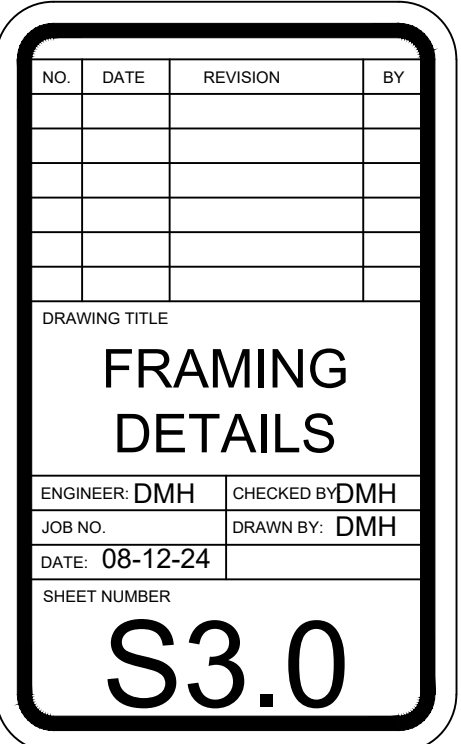 NO. DATE REVISION BY
DRAWING TITLE
FRAMING
DETAILS
ENGINEER: DMH CHECKED BY DMH
JOB NO. DRAWN BY: DMH
DATE: 08-12-24
SHEET NUMBER
S3.0